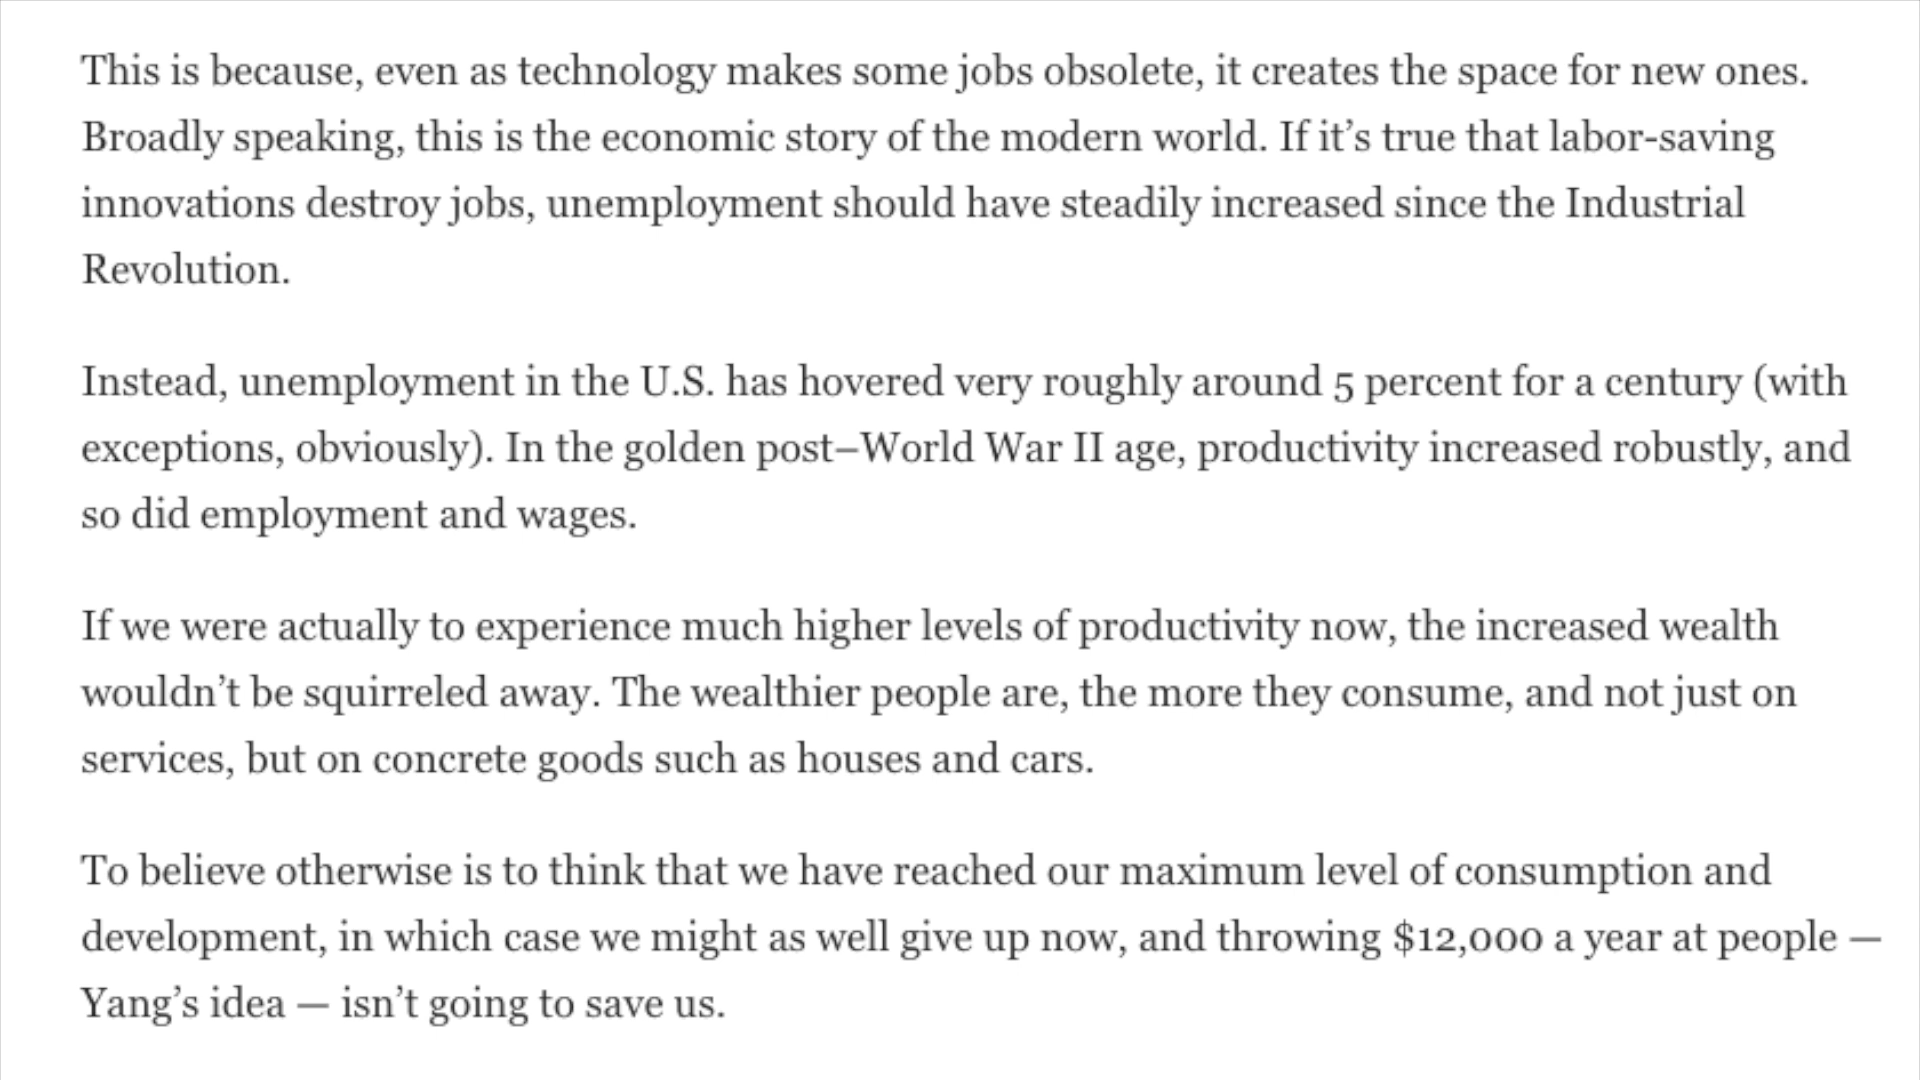 This is because, even as technology makes some jobs obsolete, it creates the space for new ones.
Broadly speaking, this is the economic story of the modern world. If it’s true that labor-saving
innovations destroy jobs, unemployment should have steadily increased since the Industrial
Revolution.
Instead, unemployment in the U.S. has hovered very roughly around 5 percent for a century (with
exceptions, obviously). In the golden post–World War II age, productivity increased robustly, and
so did employment and wages.
If we were actually to experience much higher levels of productivity now, the increased wealth
wouldn’t be squirreled away. The wealthier people are, the more they consume, and not just on
services, but on concrete goods such as houses and cars.
To believe otherwise is to think that we have reached our maximum level of consumption and
development, in which case we might as well give up now, and throwing $12,000 a year at people —
Yang’s idea — isn’t going to save us.